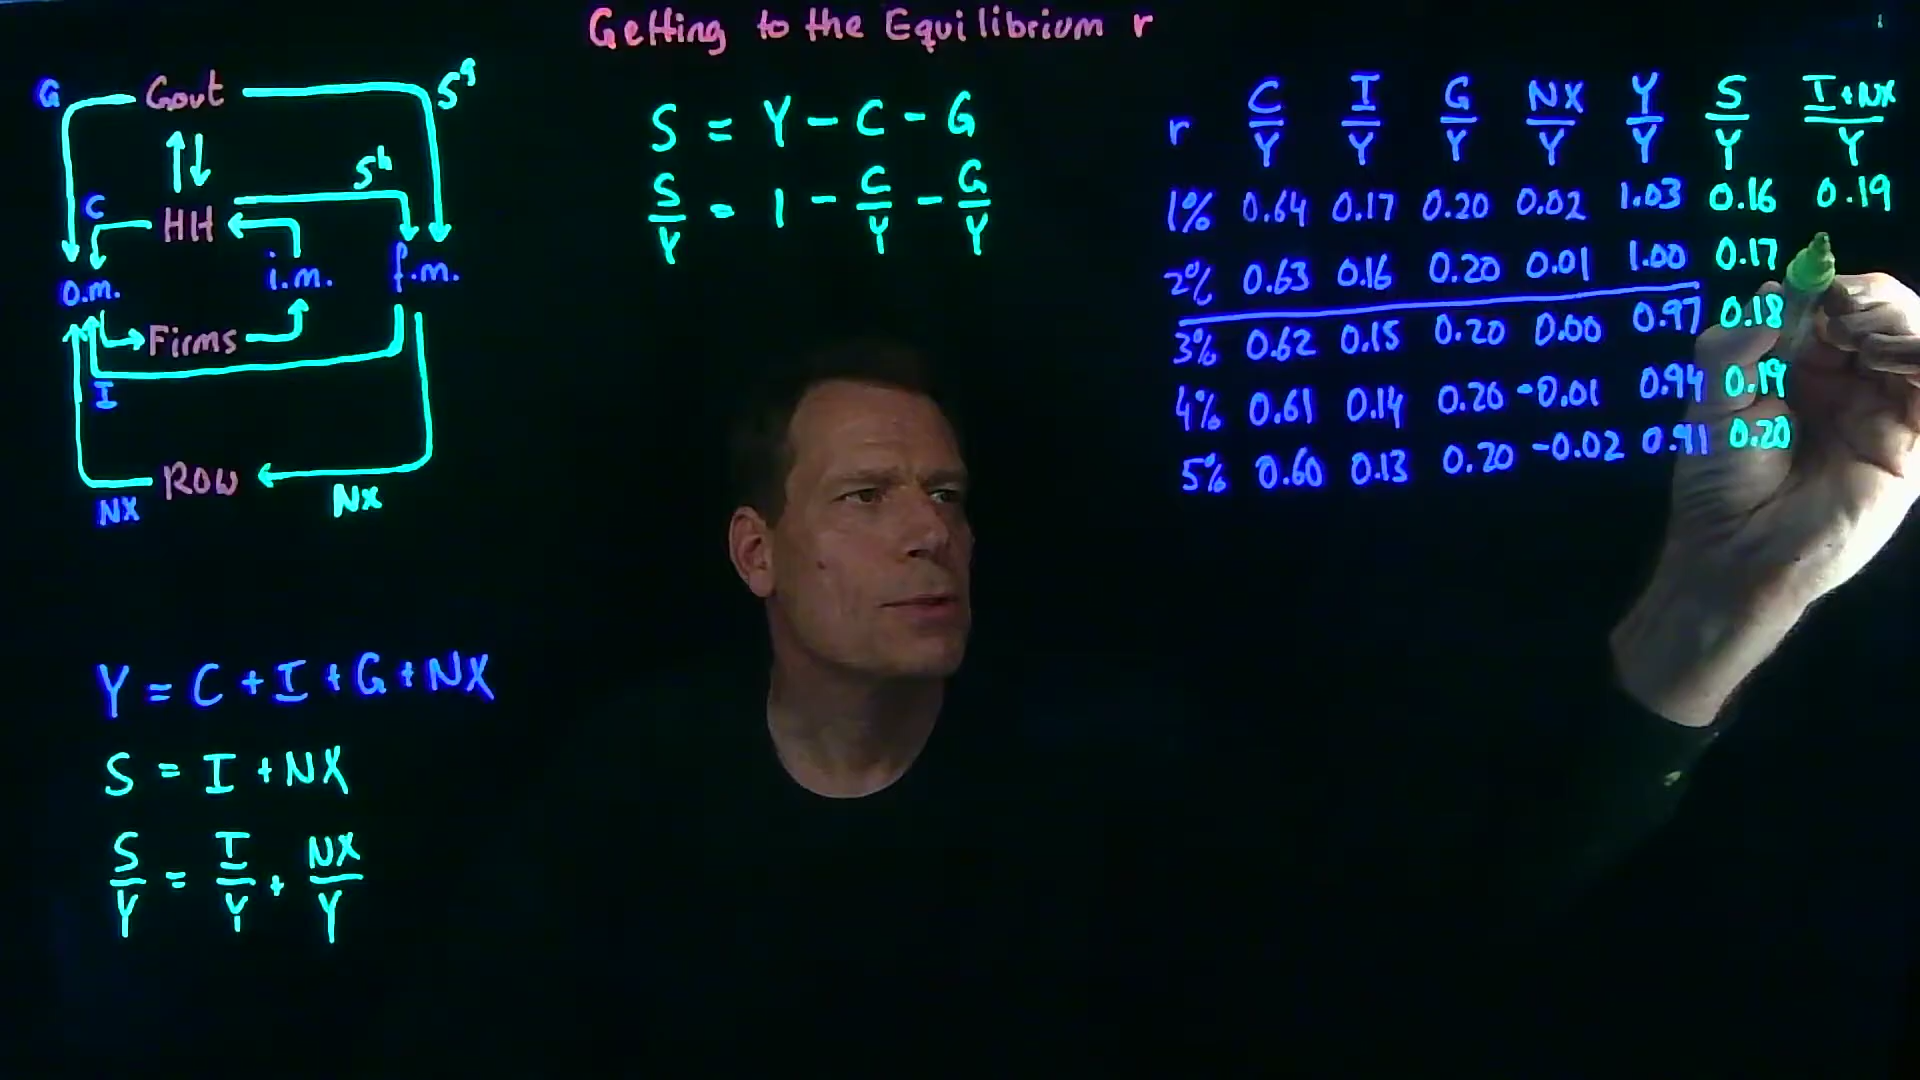 Getting to the Equilibrium r
G Govt S^g
S^h
C HH
o.m. i.m. f.m.
Firms
I
ROW
NX NX
Y = C + I + G + NX
S = I + NX
S/Y = I/Y + NX/Y
S = Y - C - G
S/Y = 1 - C/Y - G/Y
r C/Y I/Y G/Y NX/Y Y/Y S/Y I+NX/Y
1% 0.64 0.17 0.20 0.02 1.03 0.16 0.19
2% 0.63 0.16 0.20 0.01 1.00 0.17
3% 0.62 0.15 0.20 0.00 0.97 0.18
4% 0.61 0.14 0.20 -0.01 0.94 0.19
5% 0.60 0.13 0.20 -0.02 0.91 0.20